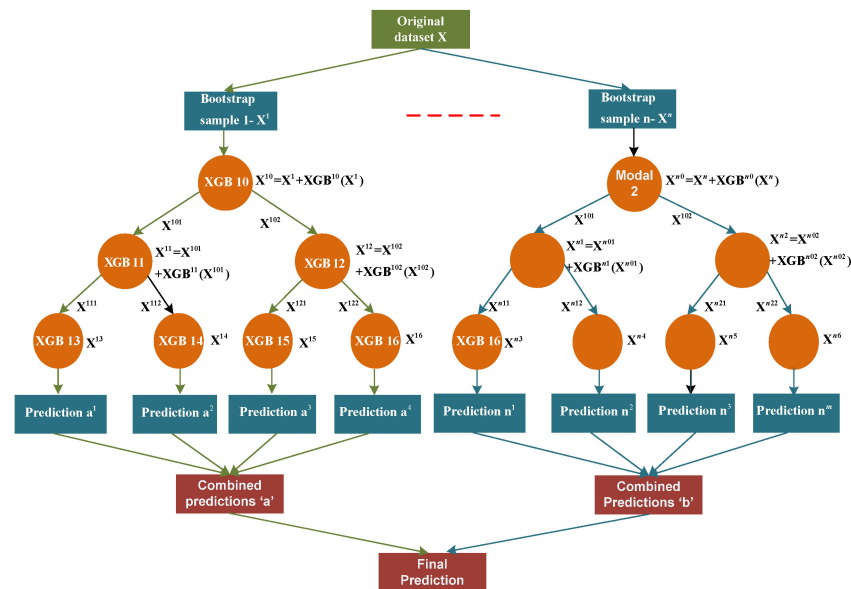 Original
dataset X
Bootstrap
sample 1- X¹
Bootstrap
sample n- Xⁿ
XGB 10
X¹⁰=X¹+XGB¹⁰(X¹)
Modal
2
Xⁿ⁰=Xⁿ+XGBⁿ⁰(Xⁿ)
X¹⁰¹
X¹⁰²
X¹⁰¹
X¹⁰²
XGB 11
X¹¹=X¹⁰¹
+XGB¹¹(X¹⁰¹)
XGB 12
X¹²=X¹⁰²
+XGB¹⁰²(X¹⁰²)
Xⁿ¹=Xⁿ⁰¹
+XGBⁿ¹(Xⁿ⁰¹)
Xⁿ²=Xⁿ⁰²
+XGBⁿ⁰²(Xⁿ⁰²)
X¹¹¹
X¹¹²
X¹²¹
X¹²²
Xⁿ¹¹
Xⁿ¹²
Xⁿ²¹
Xⁿ²²
XGB 13
X¹³
XGB 14
X¹⁴
XGB 15
X¹⁵
XGB 16
X¹⁶
XGB 16
Xⁿ³
Xⁿ⁴
Xⁿ⁵
Xⁿ⁶
Prediction a¹
Prediction a²
Prediction a³
Prediction a⁴
Prediction n¹
Prediction n²
Prediction n³
Prediction nᵐ
Combined
predictions ‘a’
Combined
Predictions ‘b’
Final
Prediction